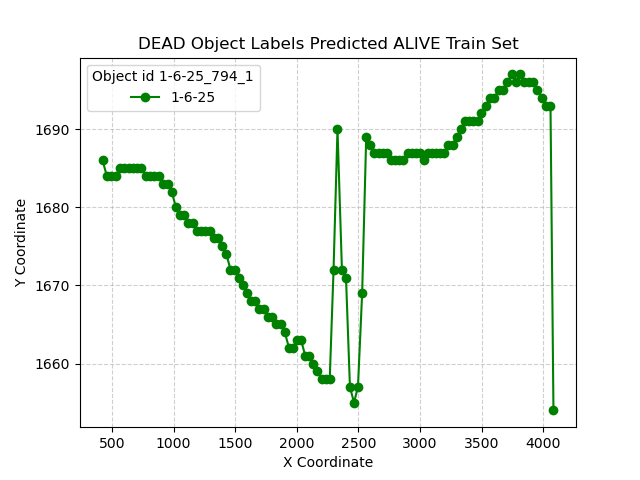 DEAD Object Labels Predicted ALIVE Train Set
Object id 1-6-25_794_1
1-6-25
Y Coordinate
1690
1680
1670
1660
500 1000 1500 2000 2500 3000 3500 4000
X Coordinate